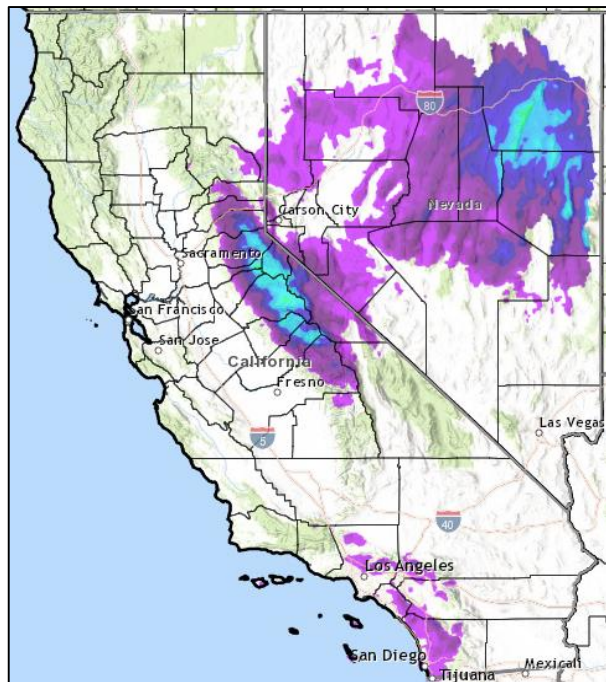 80
Carson City
Nevada
Sacramento
San Francisco
San Jose
California
Fresno
5
Las Vegas
40
Los Angeles
San Diego
Tijuana
Mexicali